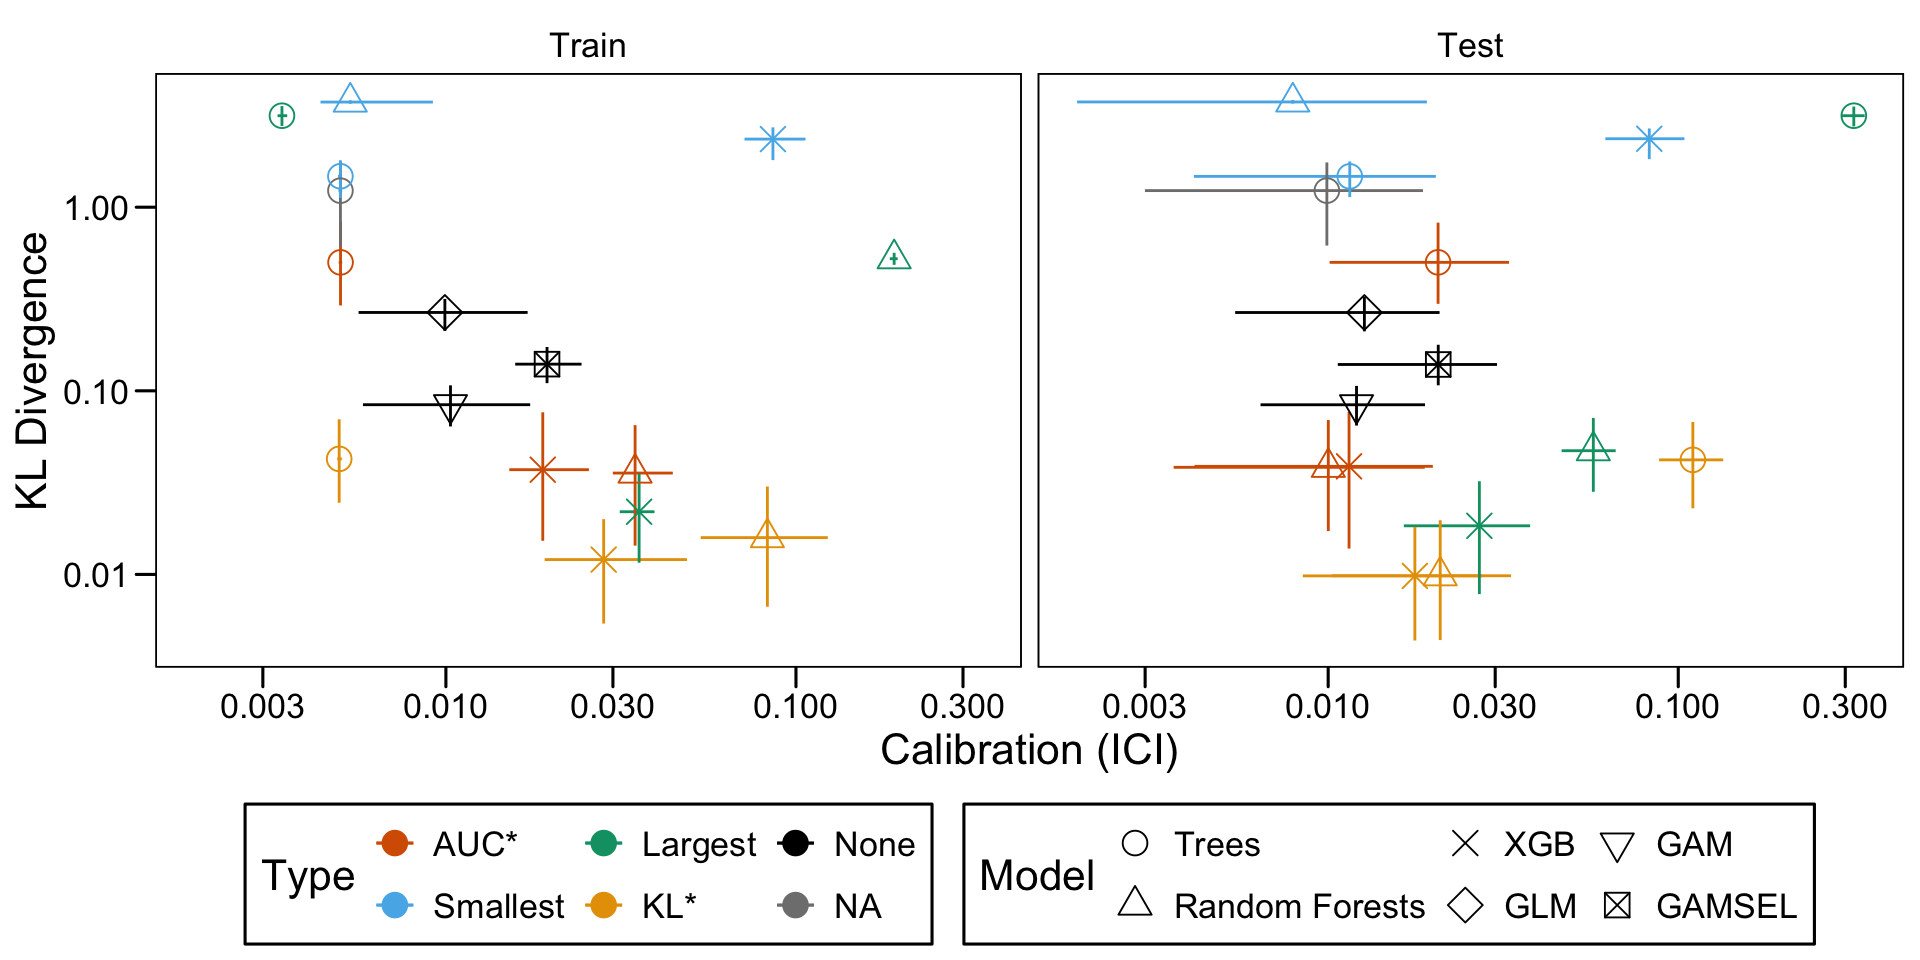 Train
Test
KL Divergence
1.00
0.10
0.01
0.003 0.010 0.030 0.100 0.300
0.003 0.010 0.030 0.100 0.300
Calibration (ICI)
Type
AUC* Largest None
Smallest KL* NA
Model
Trees XGB GAM
Random Forests GLM GAMSEL